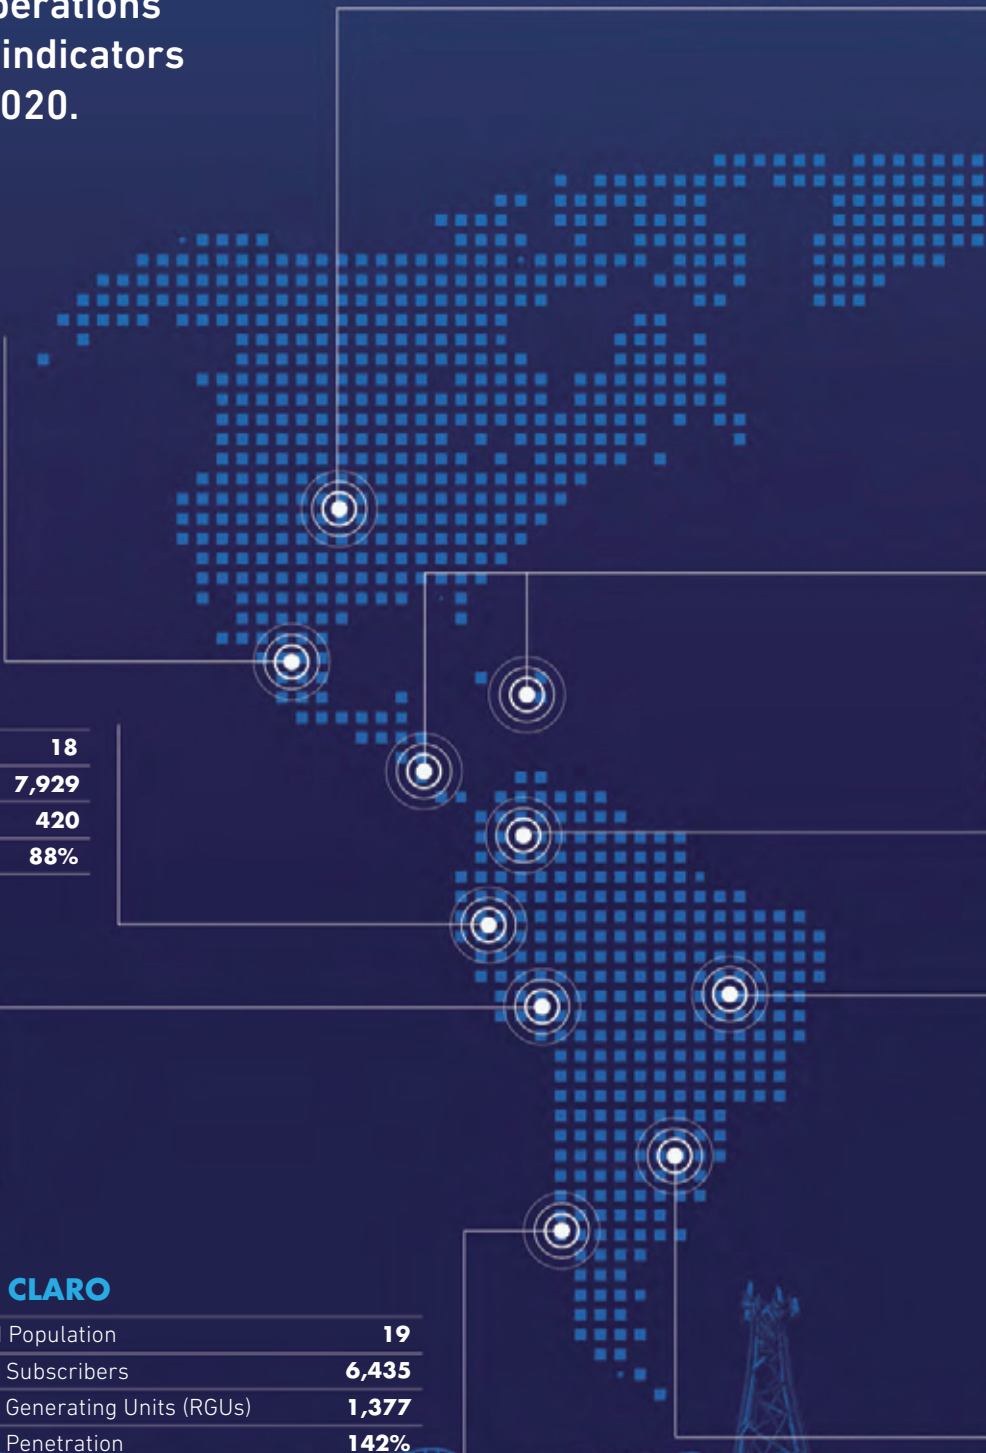 indicators
020.
18
7,929
420
88%
CLARO
Population 19
Subscribers 6,435
Generating Units (RGUs) 1,377
Penetration 142%